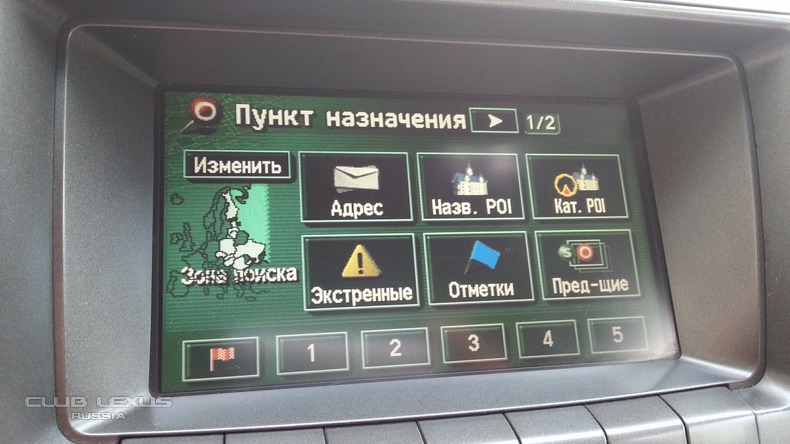 Пункт назначения 1/2
Изменить
Адрес
Назв. POI
Кат. POI
Зона поиска
Экстренные
Отметки
S
Пред-щие
1
2
3
4
5
CLUB LEXUS
RUSSIA